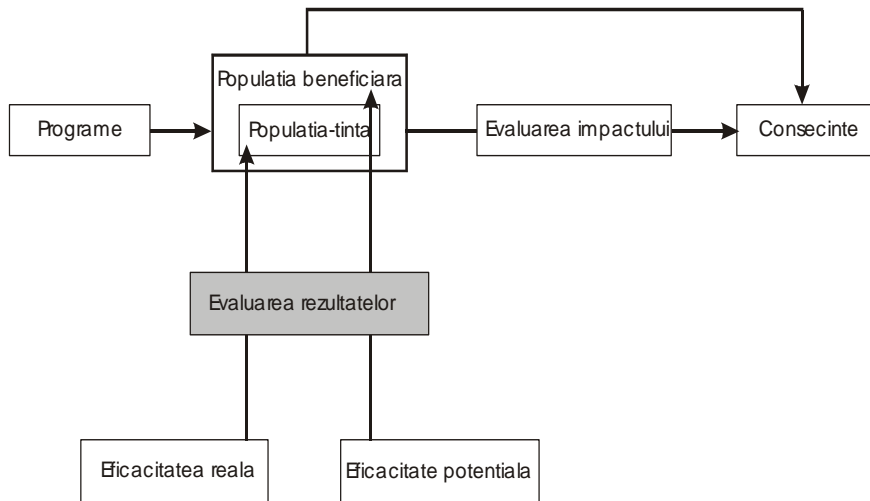 Populatia beneficiara
Programe
Populatia-tinta
Evaluarea impactului
Consecinte
Evaluarea rezultatelor
Eficacitatea reala
Eficacitate potentiala